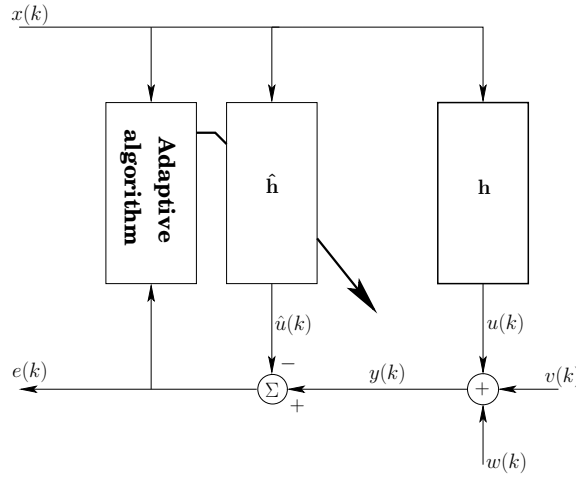 x(k)
Adaptive
algorithm
ĥ
h
û(k)
u(k)
−
e(k)
Σ
+
y(k)
+
v(k)
w(k)